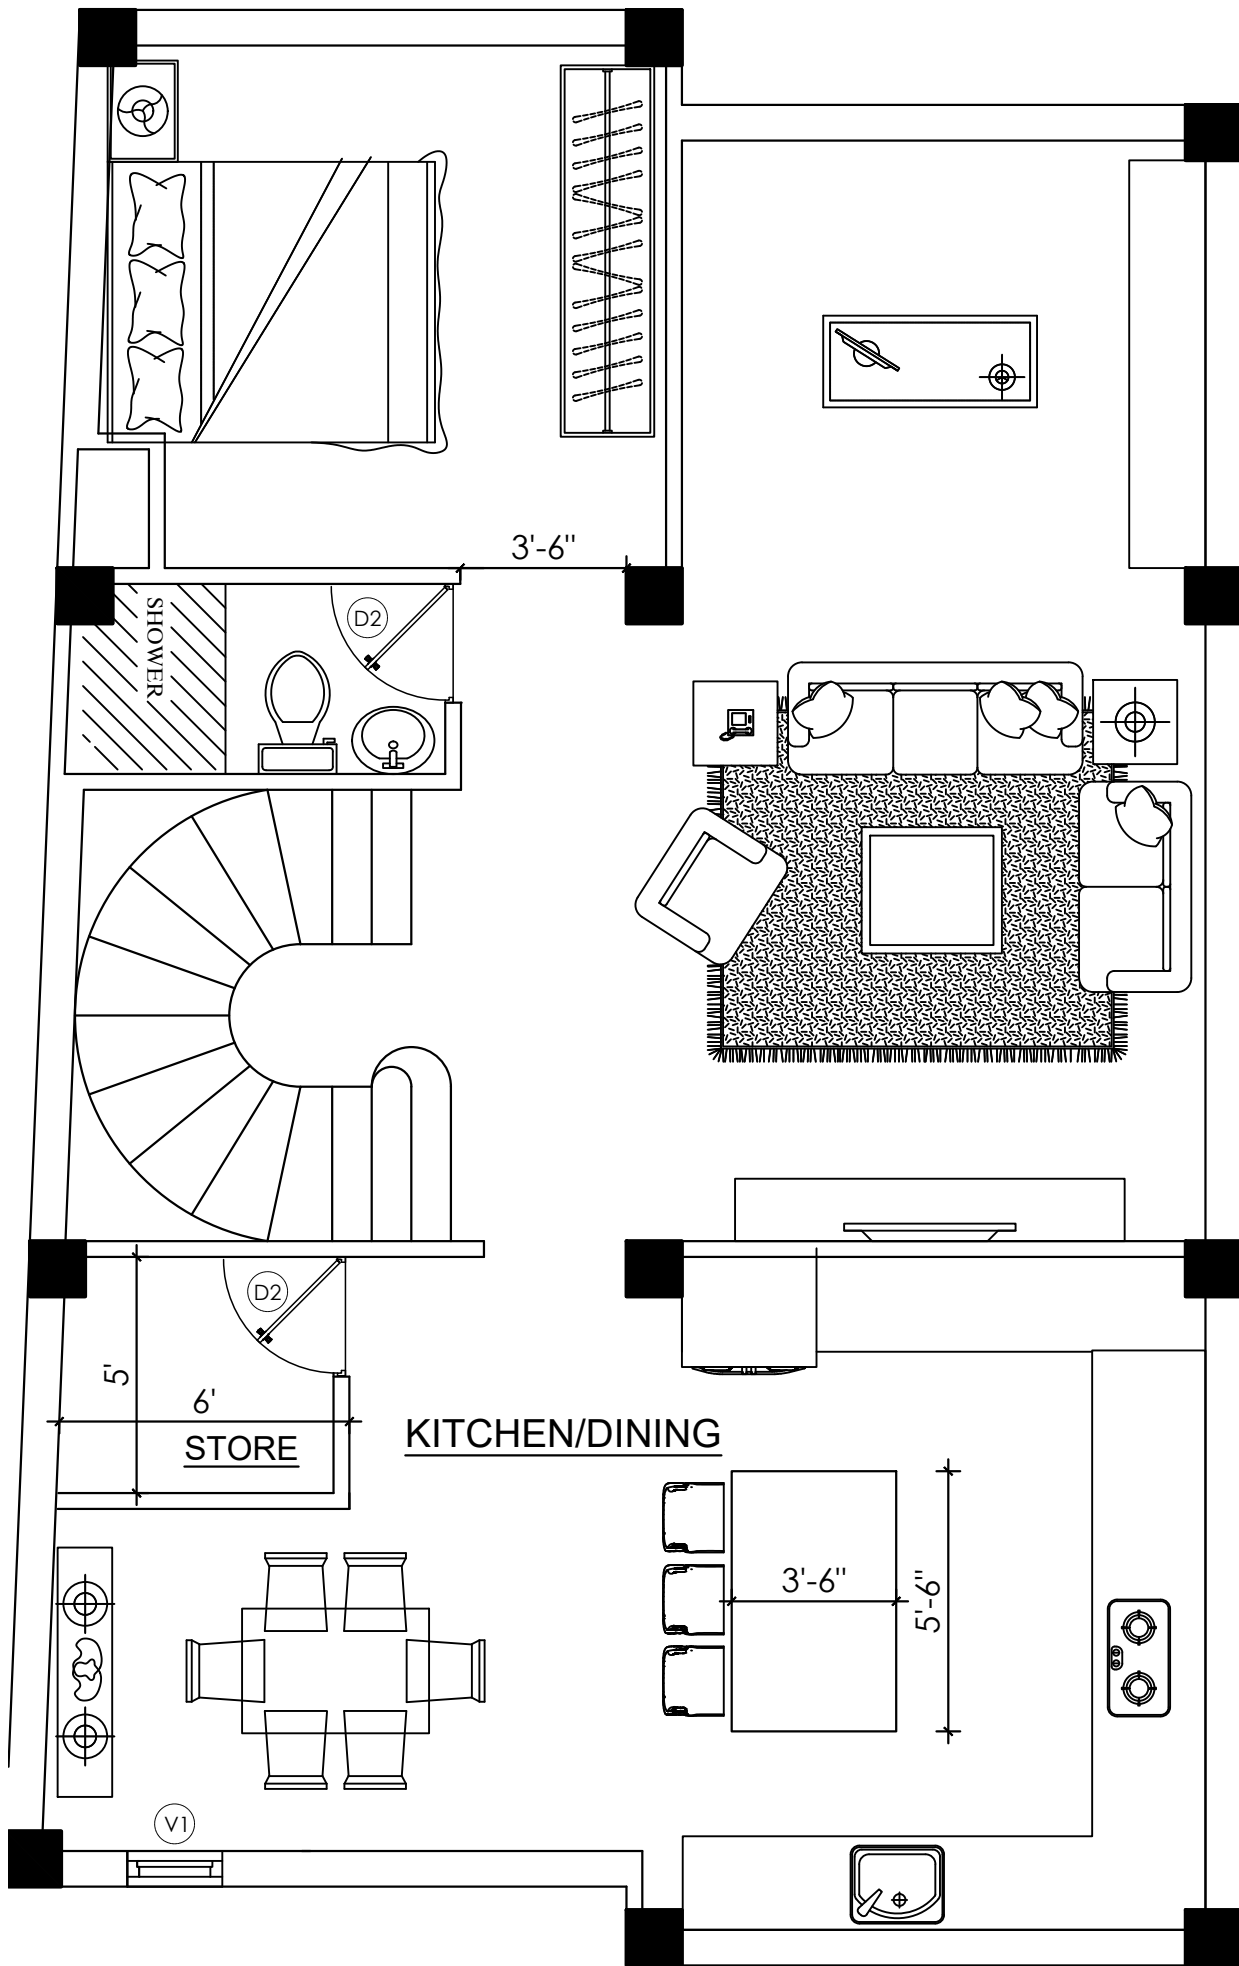 3'-6"
D2
SHOWER
D2
5'
6'
STORE
KITCHEN/DINING
3'-6"
5'-6"
V1